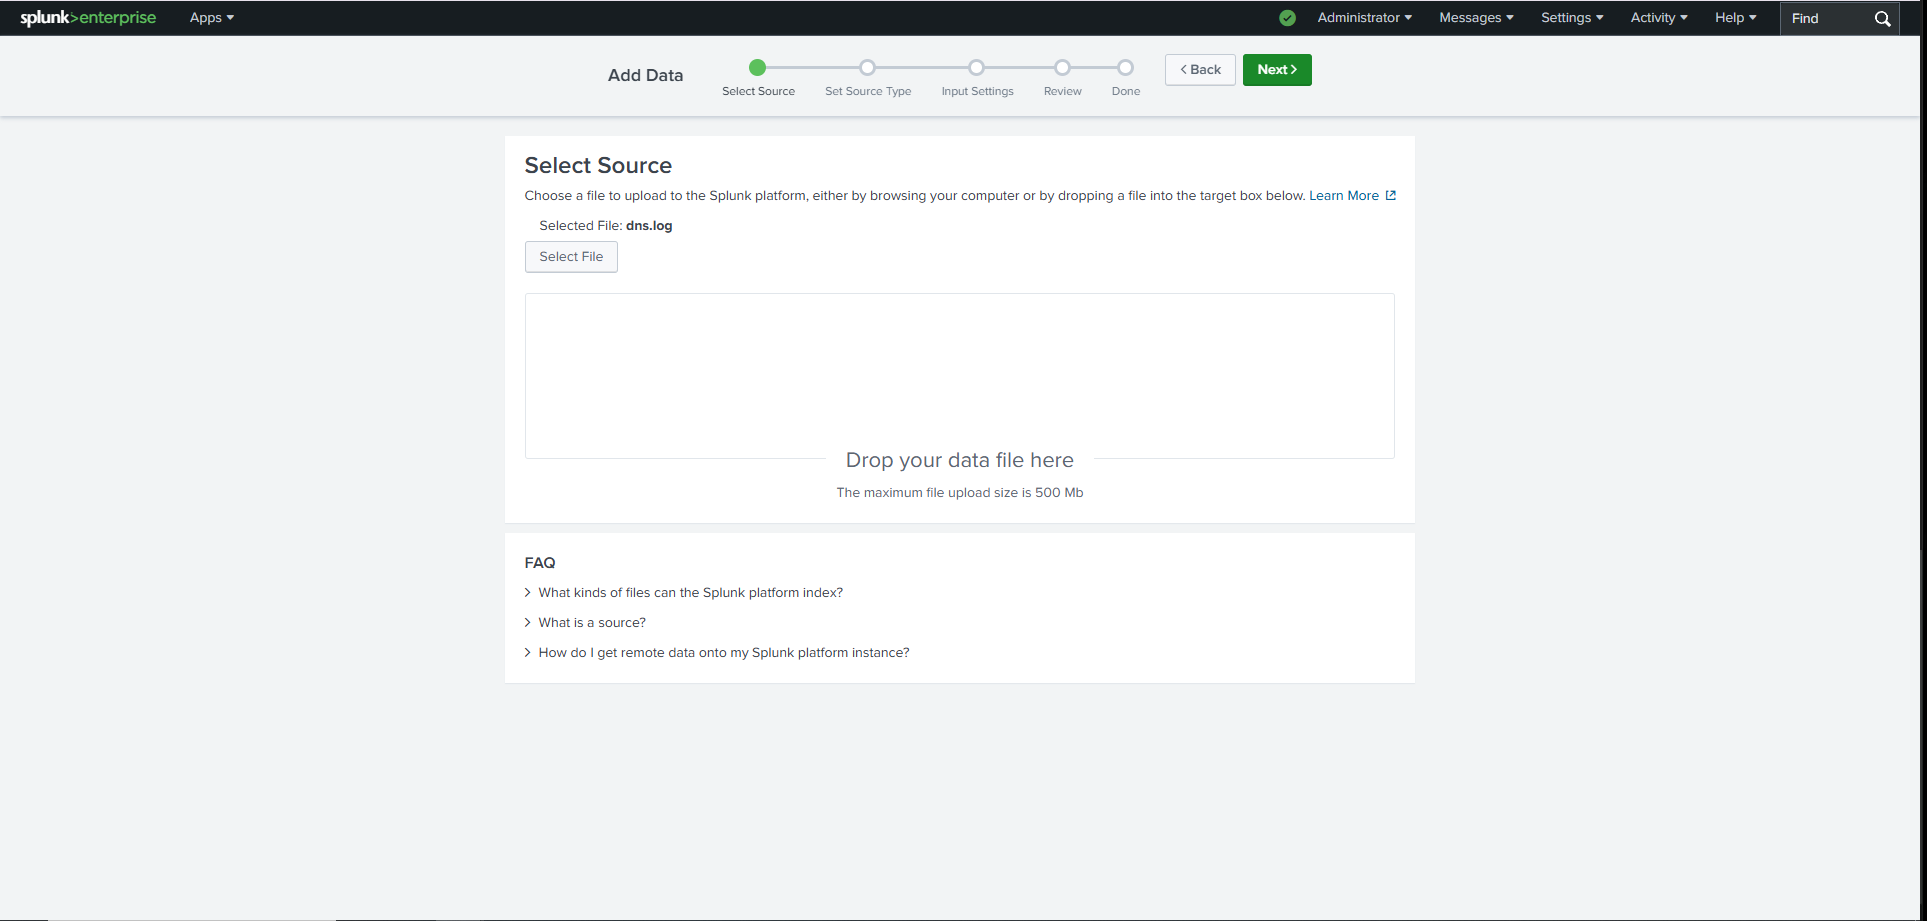 splunk>enterprise Apps Administrator Messages Settings Activity Help Find
Add Data
Select Source Set Source Type Input Settings Review Done
< Back Next >
Select Source
Choose a file to upload to the Splunk platform, either by browsing your computer or by dropping a file into the target box below. Learn More
Selected File: dns.log
Select File
Drop your data file here
The maximum file upload size is 500 Mb
FAQ
> What kinds of files can the Splunk platform index?
> What is a source?
> How do I get remote data onto my Splunk platform instance?